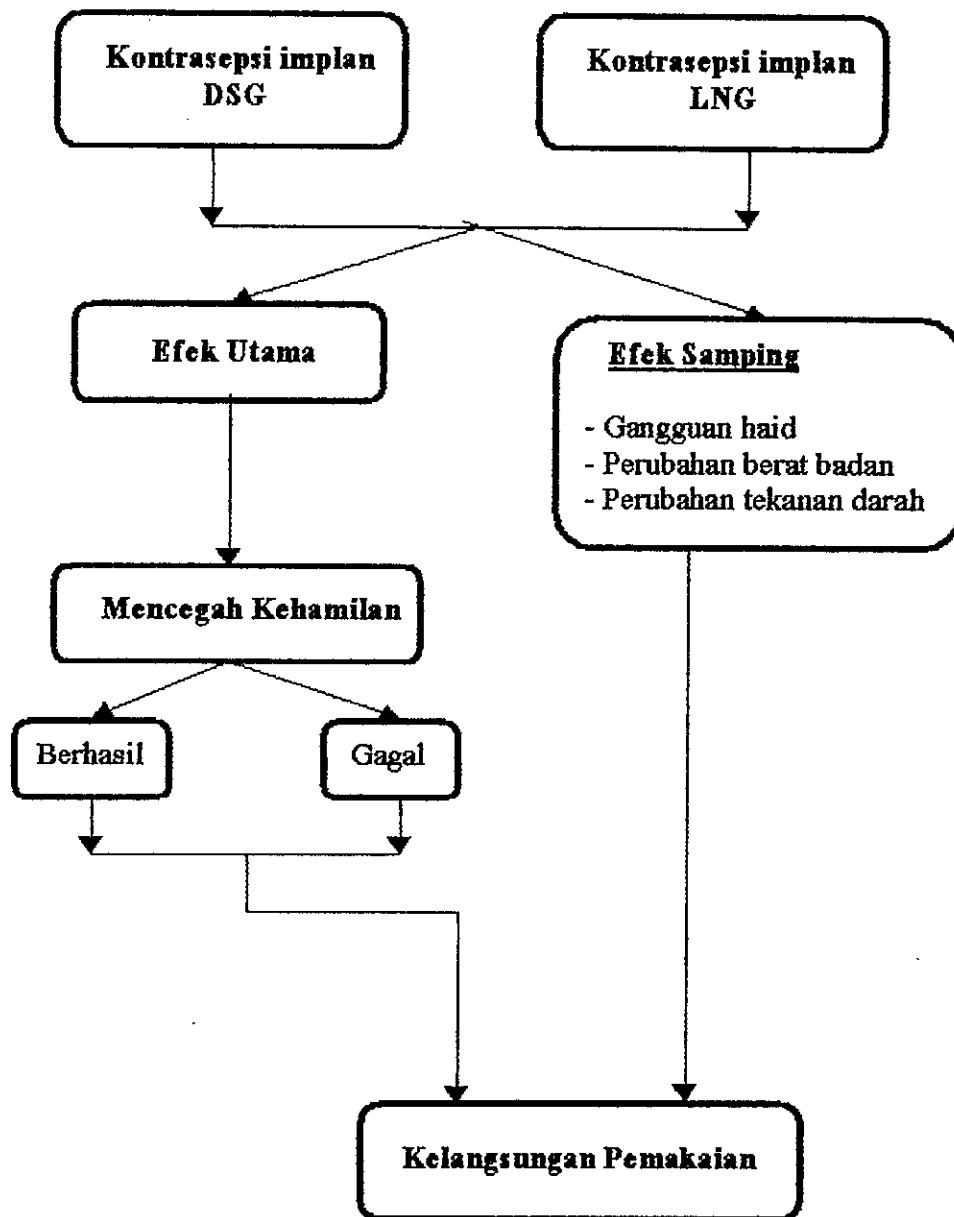 Kontrasepsi implan
DSG
Kontrasepsi implan
LNG
Efek Utama
Efek Samping
- Gangguan haid
- Perubahan berat badan
- Perubahan tekanan darah
Mencegah Kehamilan
Berhasil
Gagal
Kelangsungan Pemakaian